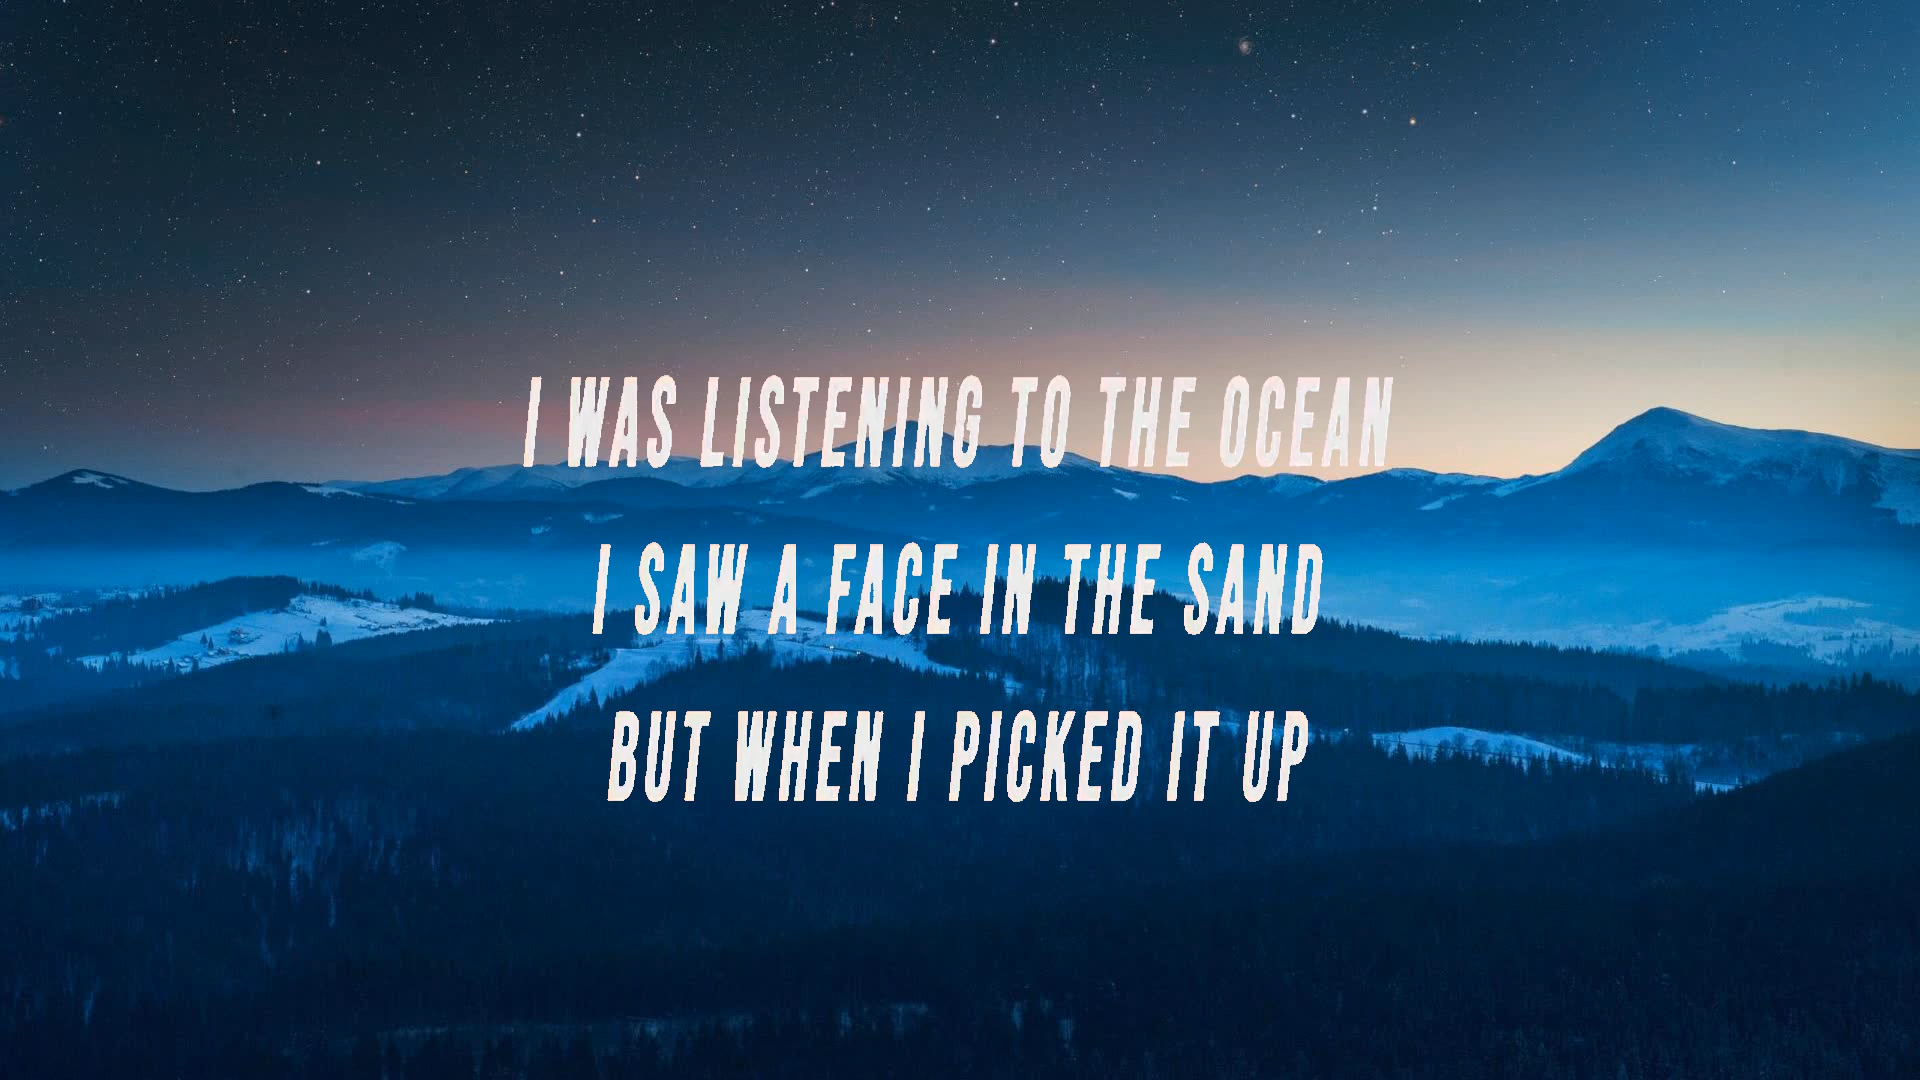 I WAS LISTENING TO THE OCEAN
I SAW A FACE IN THE SAND
BUT WHEN I PICKED IT UP